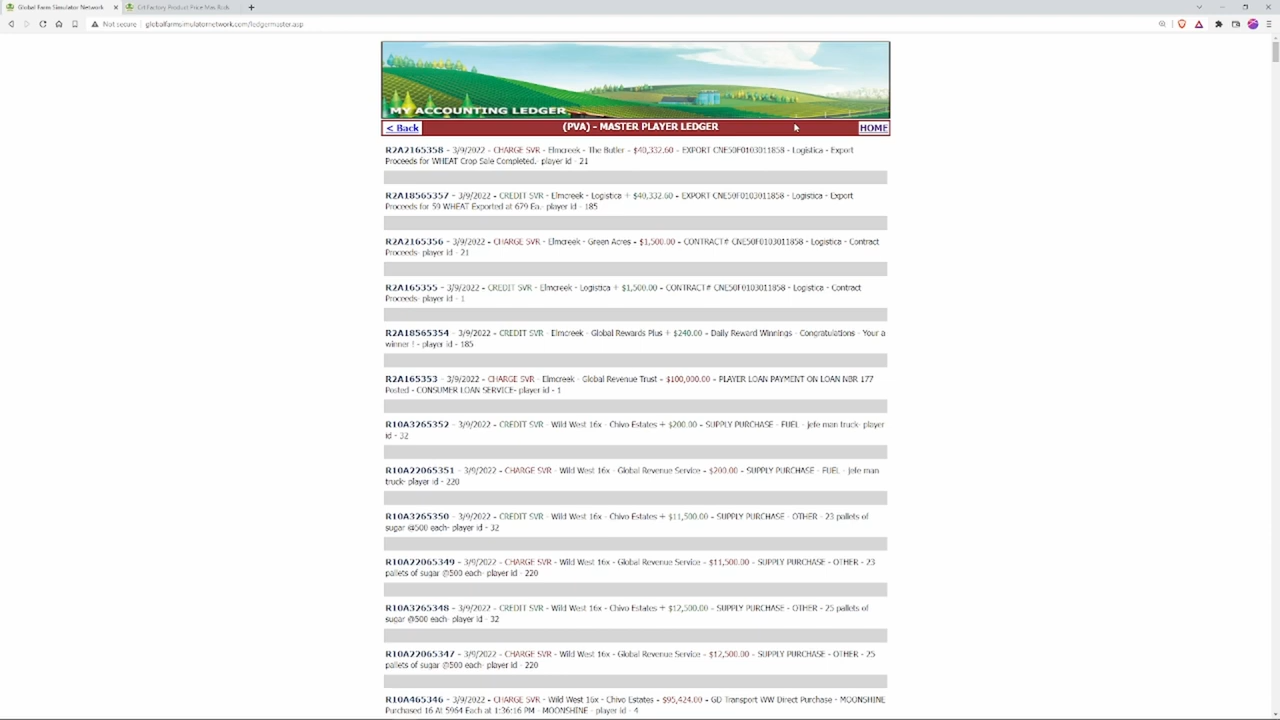 Global Farm Simulator Network
Crt Factory Product Price Max Rads
Not secure
globalfarmsimulatornetwork.com/ledgermaster.asp
MY ACCOUNTING LEDGER
< Back
(PVA) - MASTER PLAYER LEDGER
HOME
R2A2165358 - 3/9/2022 - CHARGE SVR - Elmcreek - The Butler - $40,332.60 - EXPORT CNE50F0103011858 - Logistica - Export
Proceeds for WHEAT Crop Sale Completed.- player id - 21
R2A18565357 - 3/9/2022 - CREDIT SVR - Elmcreek - Logistica + $40,332.60 - EXPORT CNE50F0103011858 - Logistica - Export
Proceeds for 59 WHEAT Exported at 679 Ea.- player id - 185
R2A2165356 - 3/9/2022 - CHARGE SVR - Elmcreek - Green Acres - $1,500.00 - CONTRACT# CNE50F0103011858 - Logistica - Contract
Proceeds- player id - 21
R2A165355 - 3/9/2022 - CREDIT SVR - Elmcreek - Logistica + $1,500.00 - CONTRACT# CNE50F0103011858 - Logistica - Contract
Proceeds- player id - 1
R2A18565354 - 3/9/2022 - CREDIT SVR - Elmcreek - Global Rewards Plus + $240.00 - Daily Reward Winnings - Congratulations - Your a
winner ! - player id - 185
R2A165353 - 3/9/2022 - CHARGE SVR - Elmcreek - Global Revenue Trust - $100,000.00 - PLAYER LOAN PAYMENT ON LOAN NBR 177
Posted - CONSUMER LOAN SERVICE- player id - 1
R10A3265352 - 3/9/2022 - CREDIT SVR - Wild West 16x - Chivo Estates + $200.00 - SUPPLY PURCHASE - FUEL - jefe man truck- player
id - 32
R10A22065351 - 3/9/2022 - CHARGE SVR - Wild West 16x - Global Revenue Service - $200.00 - SUPPLY PURCHASE - FUEL - jefe man
truck- player id - 220
R10A3265350 - 3/9/2022 - CREDIT SVR - Wild West 16x - Chivo Estates + $11,500.00 - SUPPLY PURCHASE - OTHER - 23 pallets of
sugar @500 each- player id - 32
R10A22065349 - 3/9/2022 - CHARGE SVR - Wild West 16x - Global Revenue Service - $11,500.00 - SUPPLY PURCHASE - OTHER - 23
pallets of sugar @500 each- player id - 220
R10A3265348 - 3/9/2022 - CREDIT SVR - Wild West 16x - Chivo Estates + $12,500.00 - SUPPLY PURCHASE - OTHER - 25 pallets of
sugar @500 each- player id - 32
R10A22065347 - 3/9/2022 - CHARGE SVR - Wild West 16x - Global Revenue Service - $12,500.00 - SUPPLY PURCHASE - OTHER - 25
pallets of sugar @500 each- player id - 220
R10A465346 - 3/9/2022 - CHARGE SVR - Wild West 16x - Chivo Estates - $95,424.00 - GD Transport WW Direct Purchase - MOONSHINE
Purchased 16 At 5964 Each at 1:36:16 PM - MOONSHINE - player id - 4